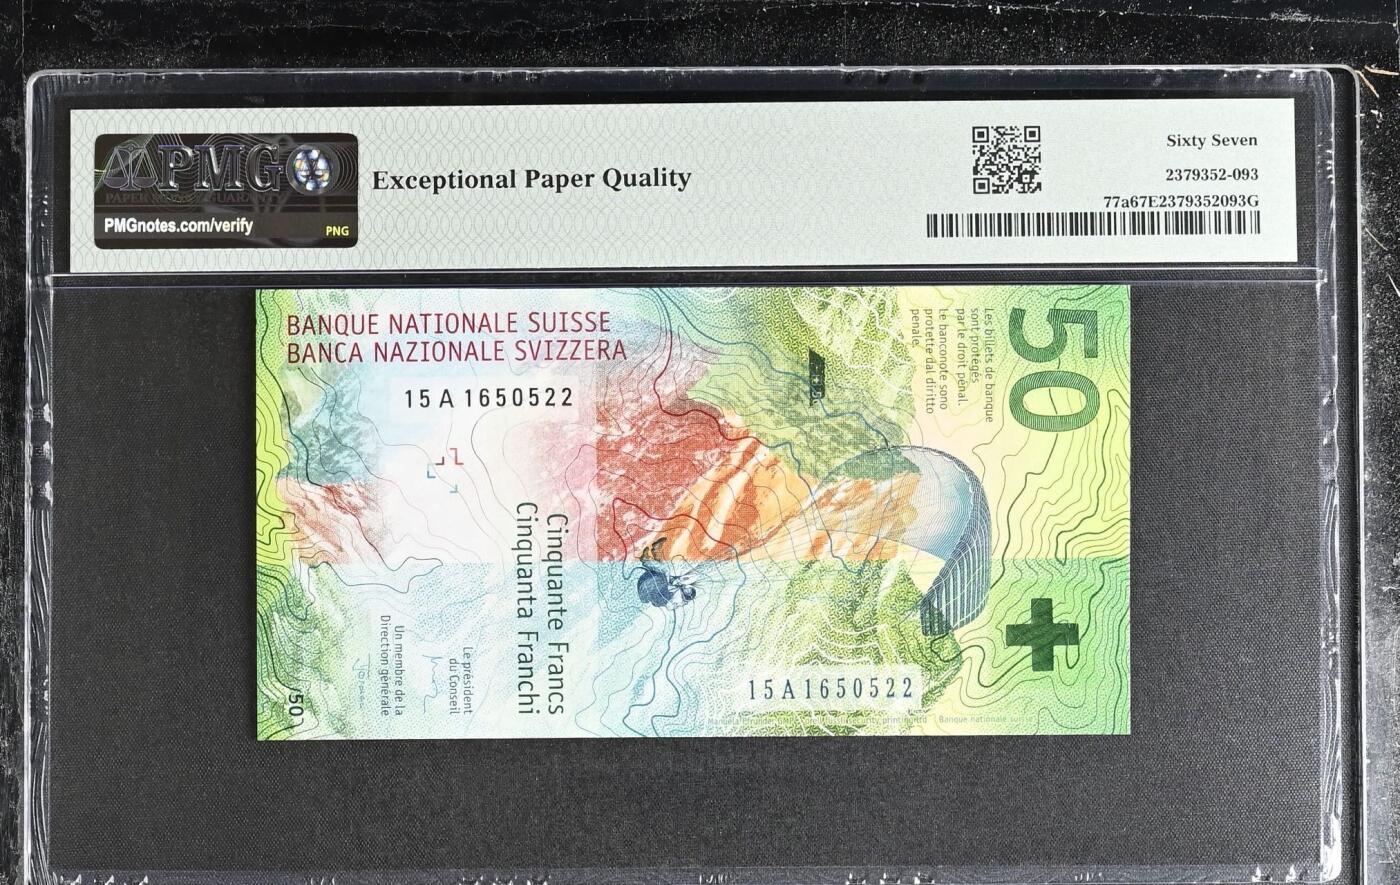 PMG
PAPER MONEY GUARANTY
PMGnotes.com/verify
PNG
Exceptional Paper Quality
Sixty Seven
2379352-093
77a67E2379352093G
BANQUE NATIONALE SUISSE
BANCA NAZIONALE SVIZZERA
15 A 1650522
50
Les billets de banque
sont protégés
par le droit pénal.
Le banconote sono
protette dal diritto
penale.
Cinquante Francs
Cinquanta Franchi
Le président
du Conseil
Un membre de la
Direction générale
50
15A1650522
Banque nationale suisse